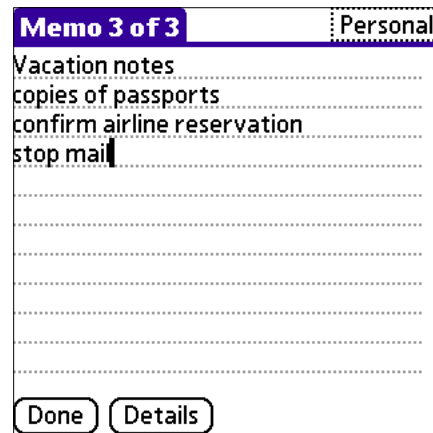 Memo 3 of 3
Personal
Vacation notes
copies of passports
confirm airline reservation
stop mail
Done
Details